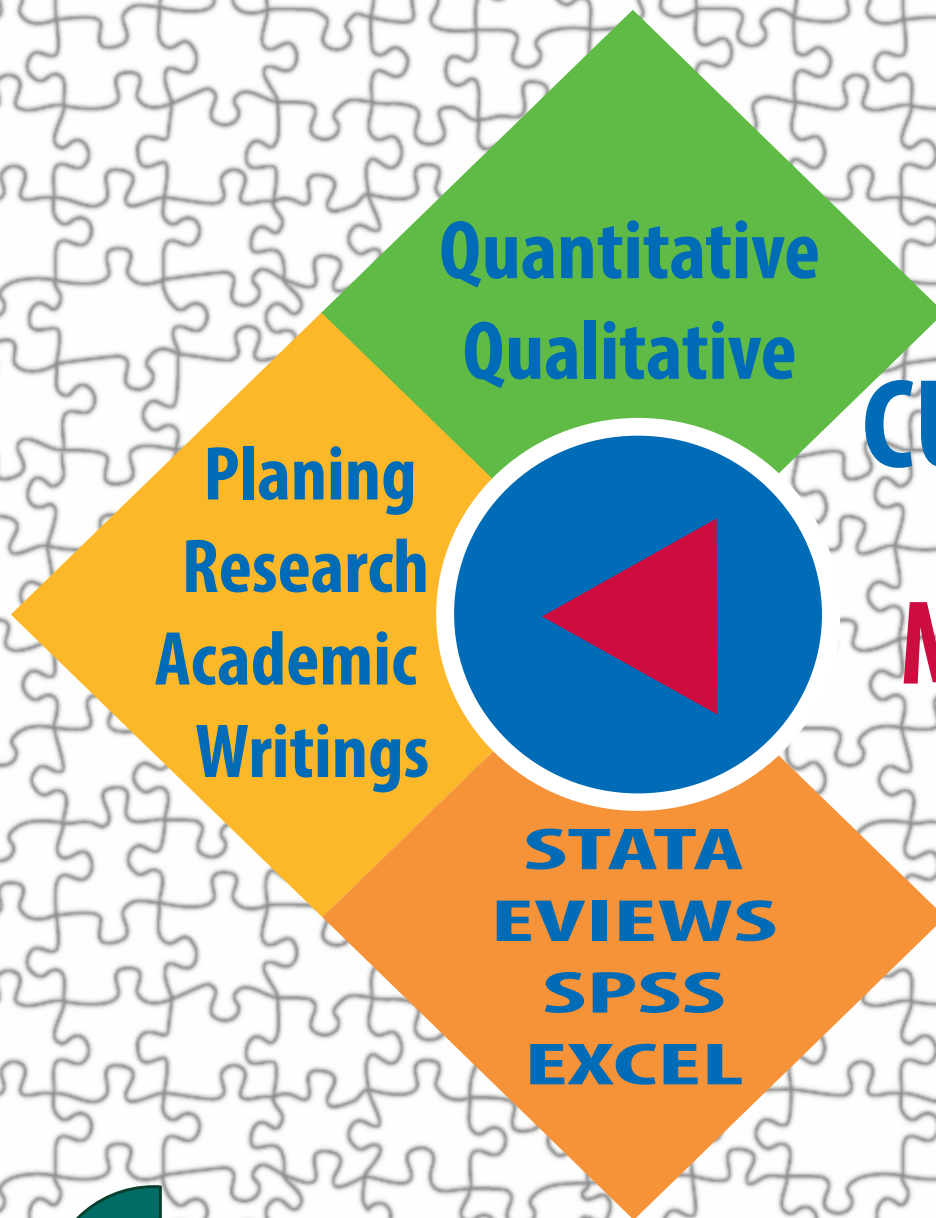 Quantitative
Qualitative
Planing
Research
Academic
Writings
STATA
EVIEWS
SPSS
EXCEL